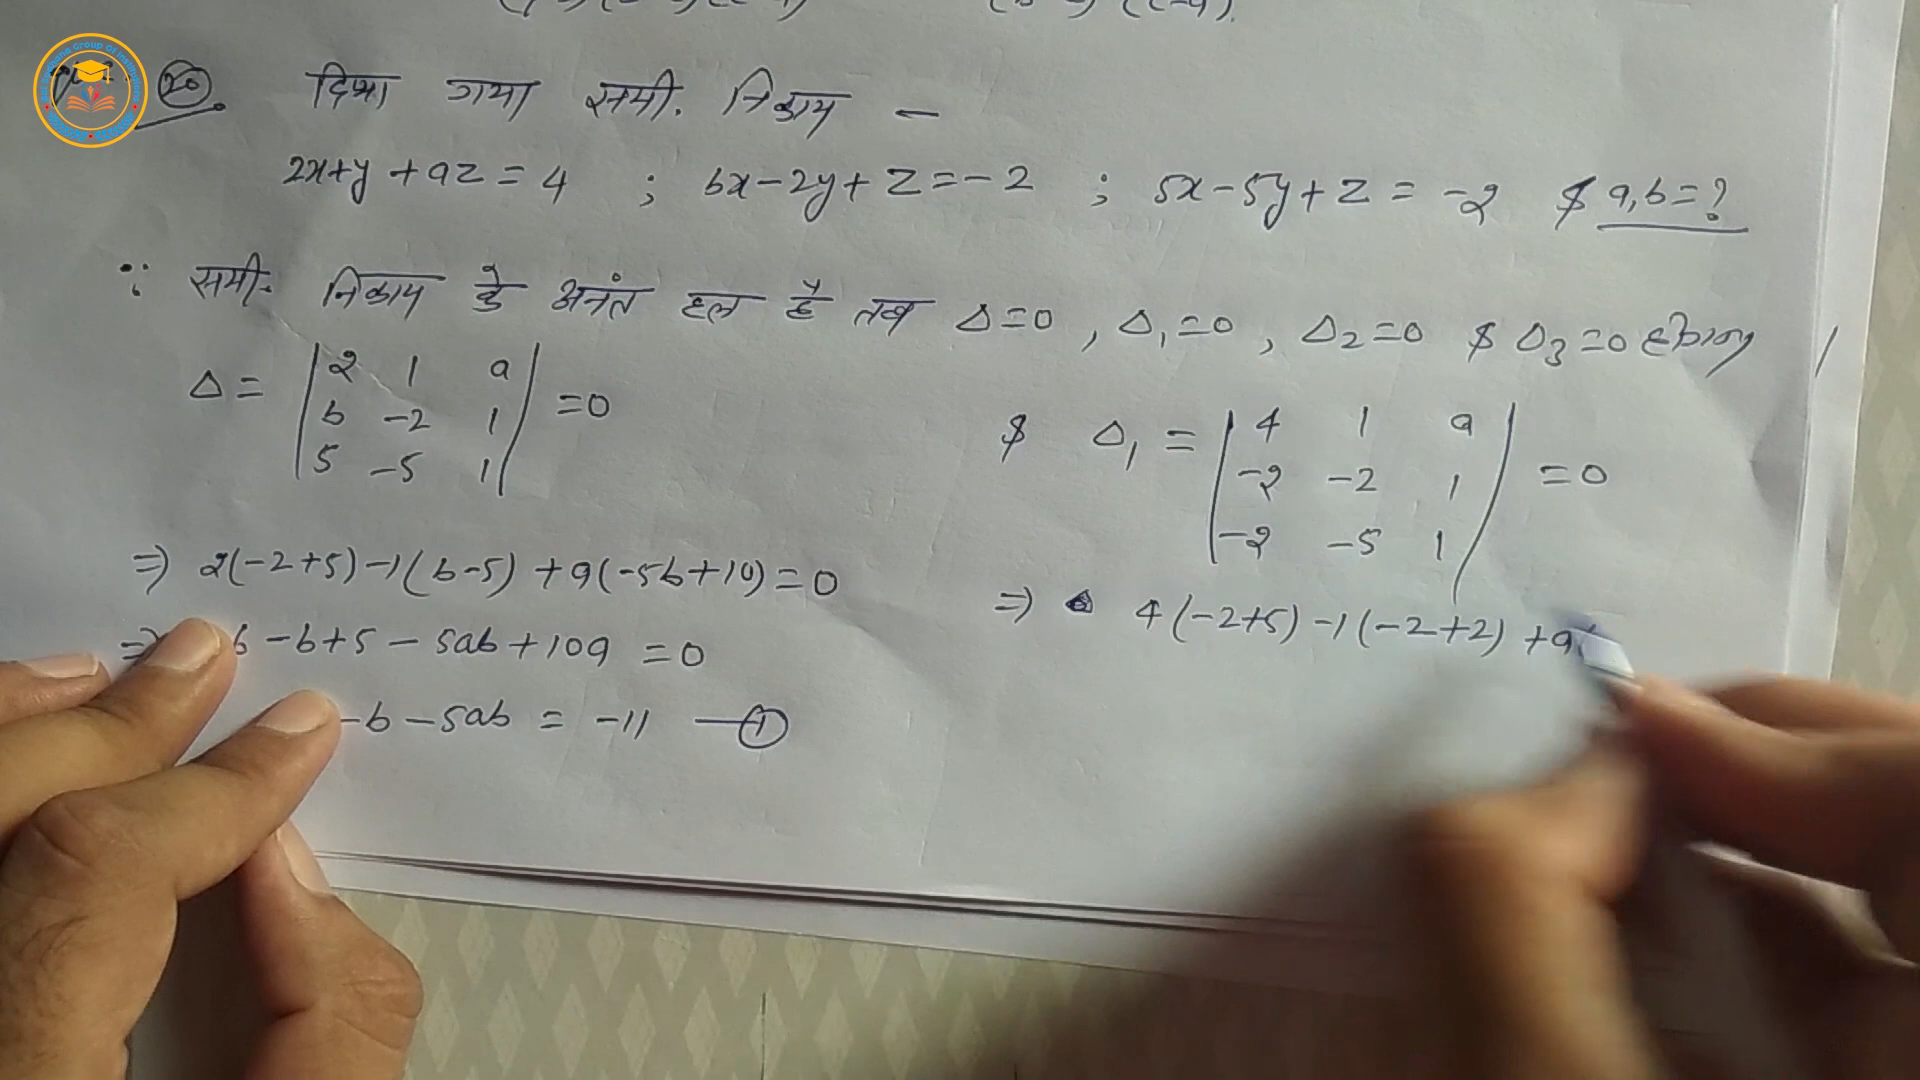 20.
दिया गया समी. निकाय –
2x+y+az=4 ; bx-2y+z=-2 ; 5x-5y+z=-2 $ a,b=?
∵ समी. निकाय के अनंत हल है तब Δ=0, Δ₁=0, Δ₂=0 $ Δ₃=0 होगा।
Δ= | 2 1 a | =0 $ Δ₁ = | 4 1 a | =0
b -2 1 -2 -2 1
5 -5 1 -2 -5 1
⇒ 2(-2+5)-1(b-5)+a(-5b+10)=0
⇒ 4(-2+5)-1(-2+2)+a(
⇒ 6-b+5-5ab+10a=0
-b-5ab = -11 —①